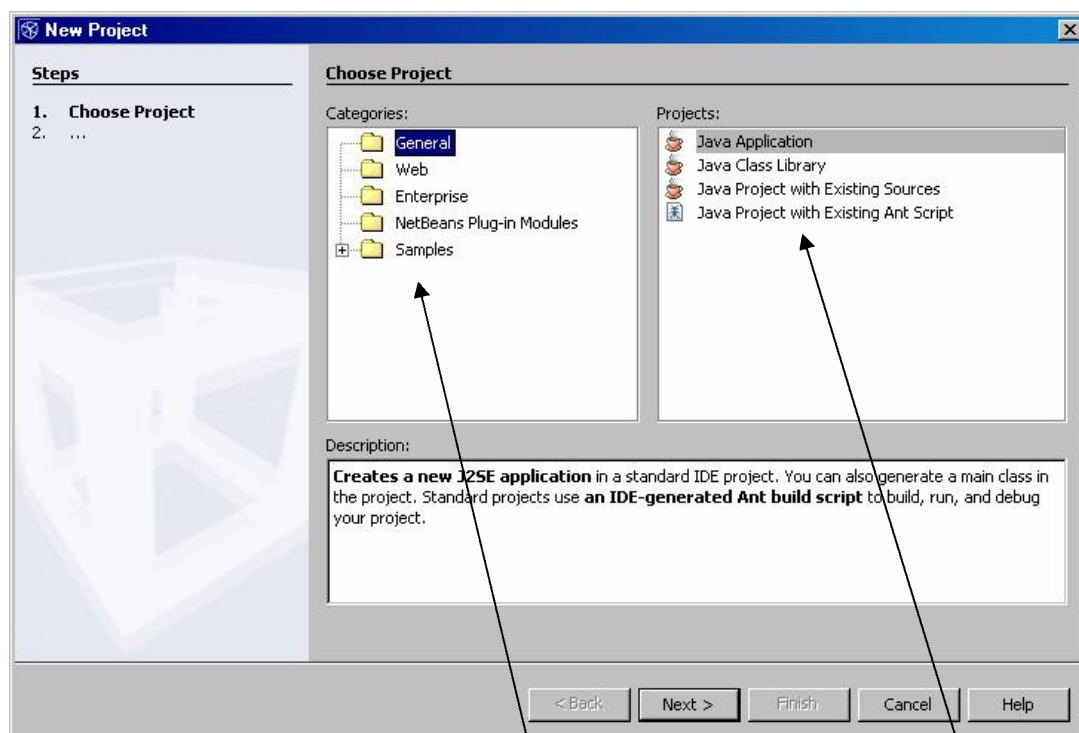 New Project
Steps
1. Choose Project
2. ...
Choose Project
Categories:
General
Web
Enterprise
NetBeans Plug-in Modules
Samples
Projects:
Java Application
Java Class Library
Java Project with Existing Sources
Java Project with Existing Ant Script
Description:
Creates a new J2SE application in a standard IDE project. You can also generate a main class in
the project. Standard projects use an IDE-generated Ant build script to build, run, and debug
your project.
< Back
Next >
Finish
Cancel
Help